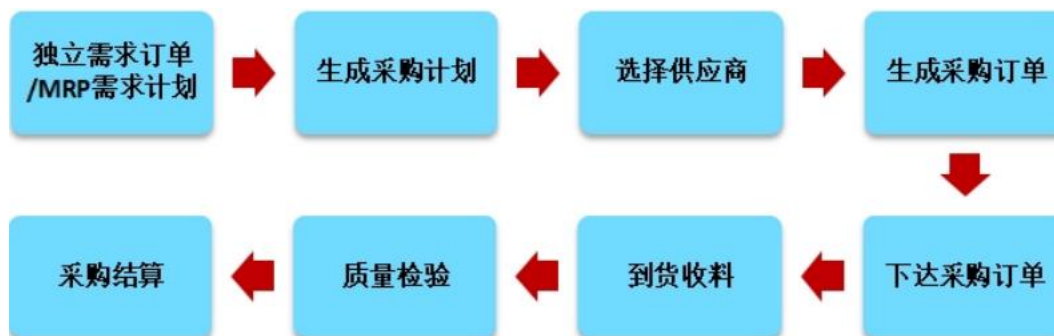 独立需求订单
/MRP需求计划
生成采购计划
选择供应商
生成采购订单
下达采购订单
到货收料
质量检验
采购结算